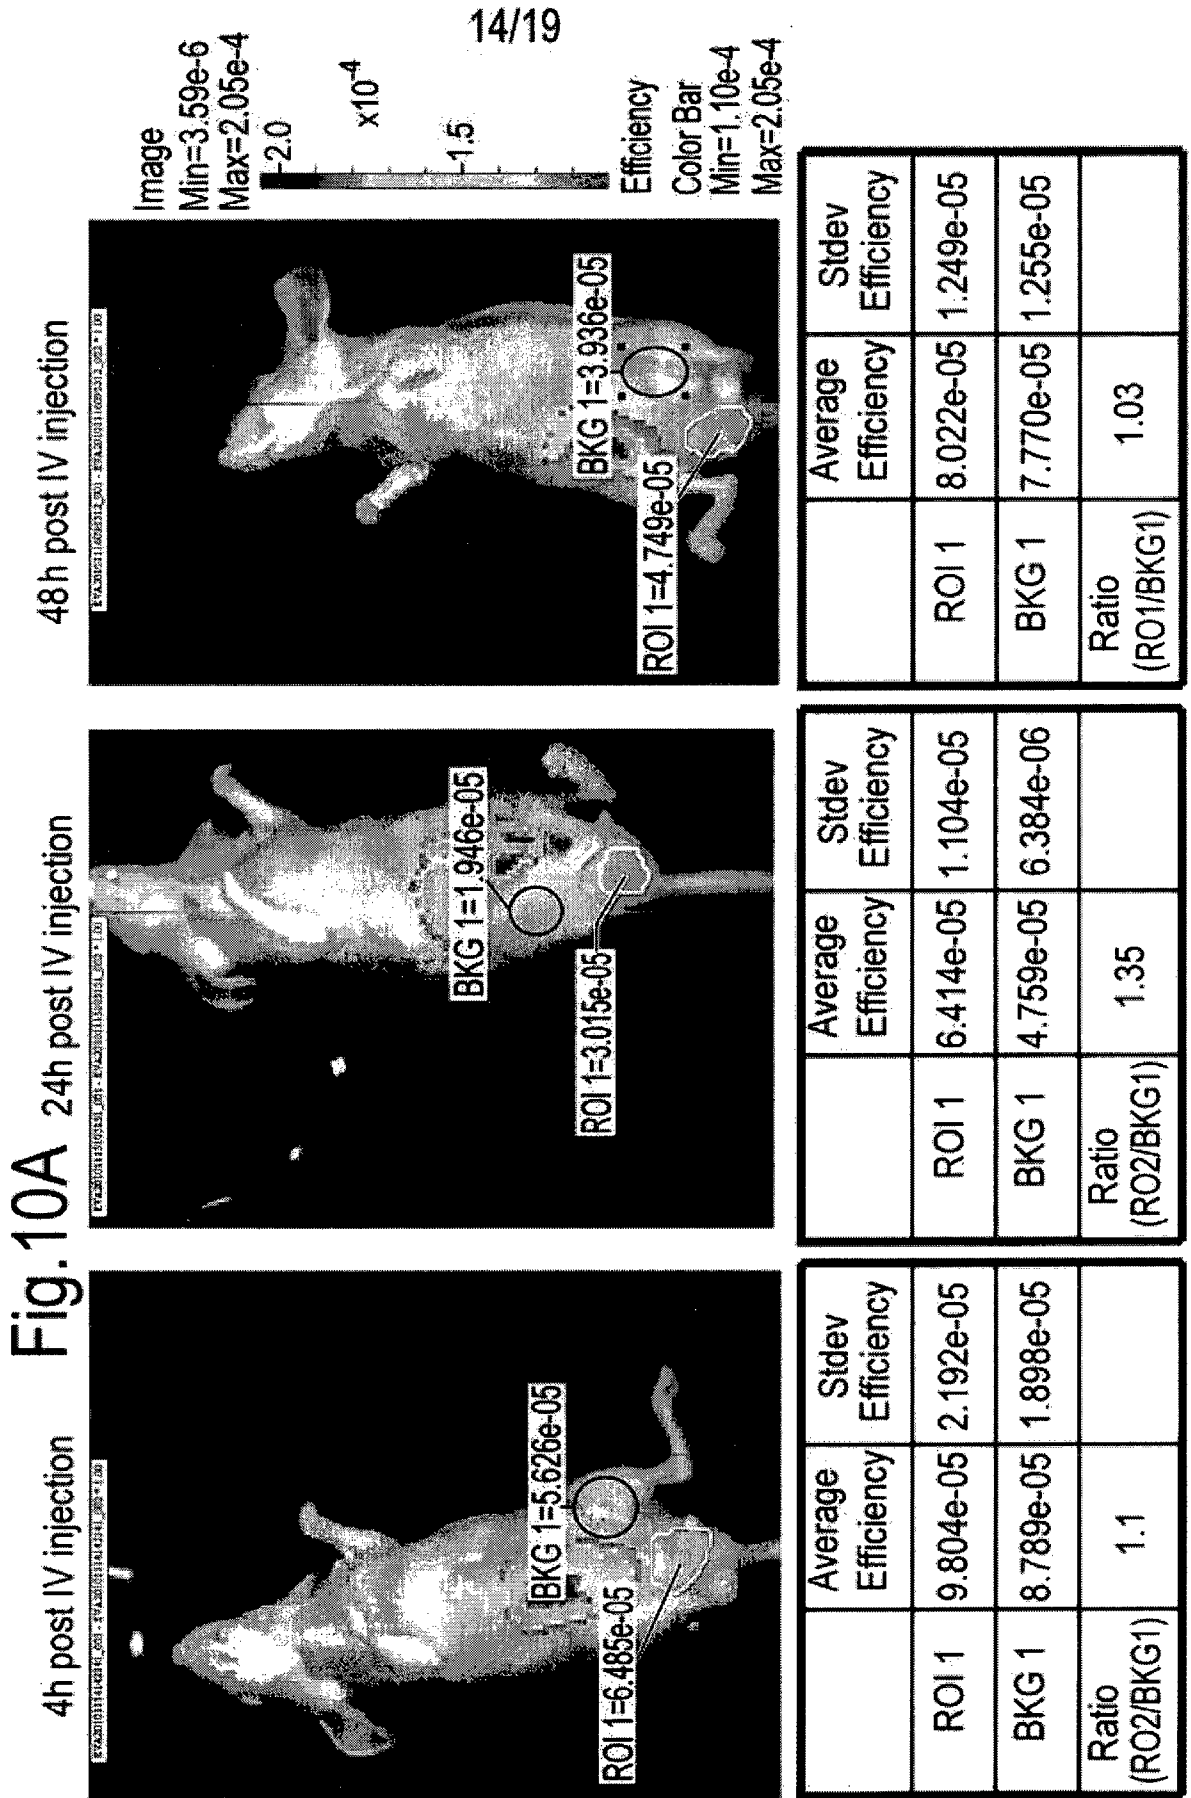 14/19
Fig.10A
4h post IV injection
BKG 1=5.626e-05
ROI 1=6.485e-05
24h post IV injection
BKG 1=1.946e-05
ROI 1=3.015e-05
48h post IV injection
BKG 1=3.936e-05
ROI 1=4.749e-05
Image
Min=3.59e-6
Max=2.05e-4
2.0
x10-4
1.5
Efficiency
Color Bar
Min=1.10e-4
Max=2.05e-4
Average Efficiency Stdev Efficiency
ROI 1 9.804e-05 2.192e-05
BKG 1 8.789e-05 1.898e-05
Ratio (RO2/BKG1) 1.1
Average Efficiency Stdev Efficiency
ROI 1 6.414e-05 1.104e-05
BKG 1 4.759e-05 6.384e-06
Ratio (RO2/BKG1) 1.35
Average Efficiency Stdev Efficiency
ROI 1 8.022e-05 1.249e-05
BKG 1 7.770e-05 1.255e-05
Ratio (RO1/BKG1) 1.03